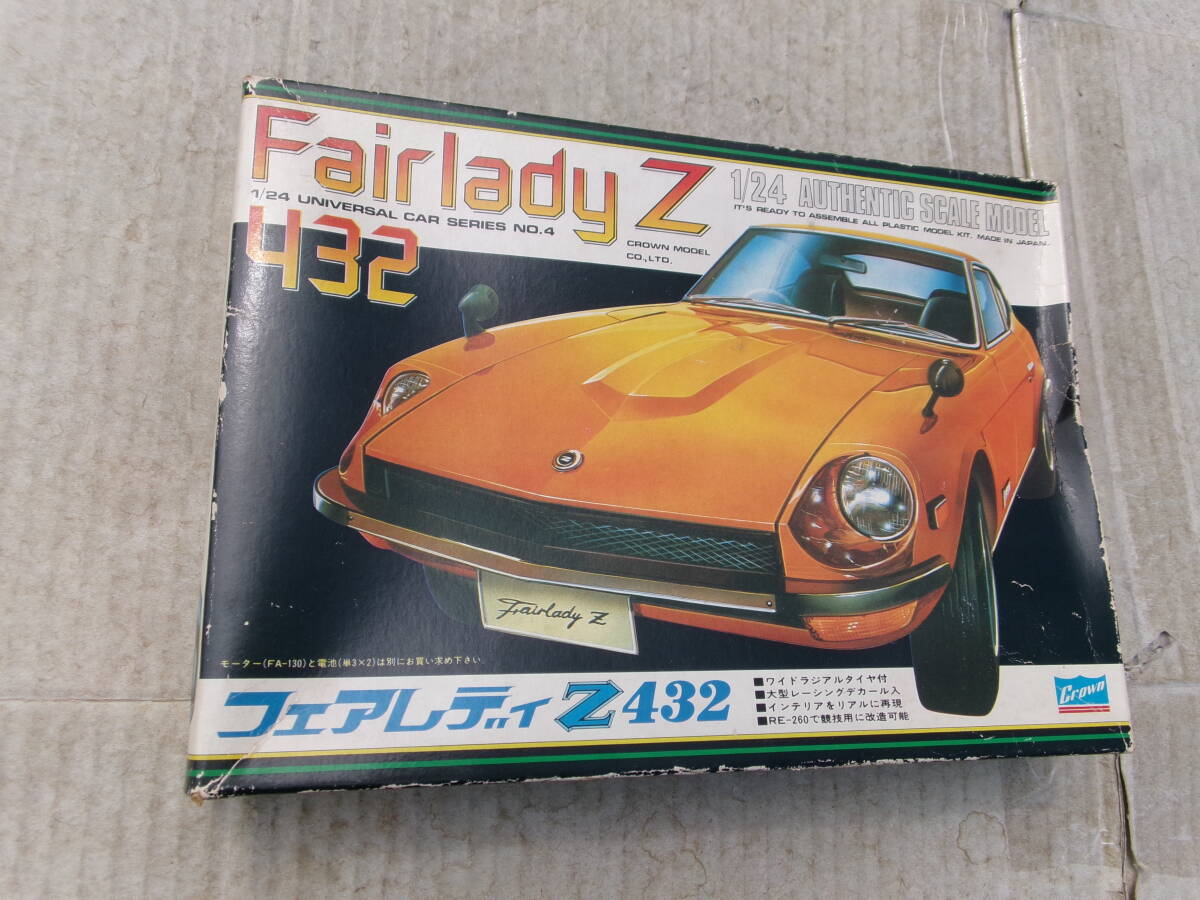 Fairlady Z
1/24 UNIVERSAL CAR SERIES NO.4
432
CROWN MODEL
CO.,LTD.
1/24 AUTHENTIC SCALE MODEL
IT'S READY TO ASSEMBLE ALL PLASTIC MODEL KIT. MADE IN JAPAN.
Z
Fairlady Z
モーター(FA-130)と電池(単3×2)は別にお買い求め下さい
フェアレディZ432
■ワイドラジアルタイヤ付
■大型レーシングデカール入
■インテリアをリアルに再現
■RE-260で競技用に改造可能
Crown